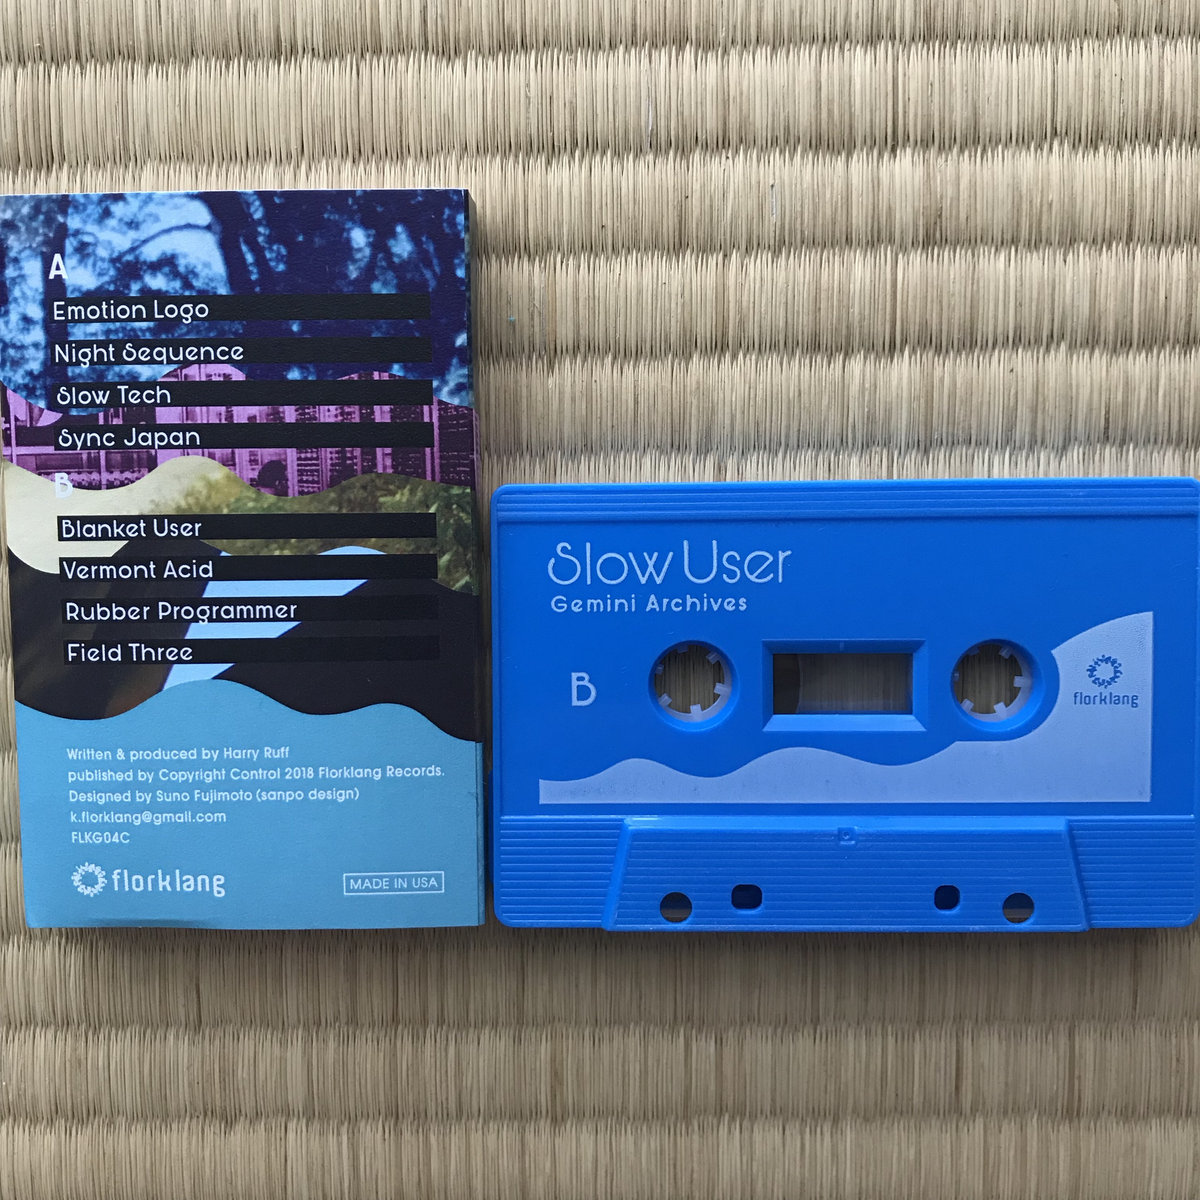 A
Emotion Logo
Night Sequence
Slow Tech
Sync Japan
B
Blanket User
Vermont Acid
Rubber Programmer
Field Three
Written & produced by Harry Ruff
published by Copyright Control 2018 Florklang Records.
Designed by Suno Fujimoto (sanpo design)
k.florklang@gmail.com
FLKG04C
florklang
MADE IN USA
Slow User
Gemini Archives
B
florklang